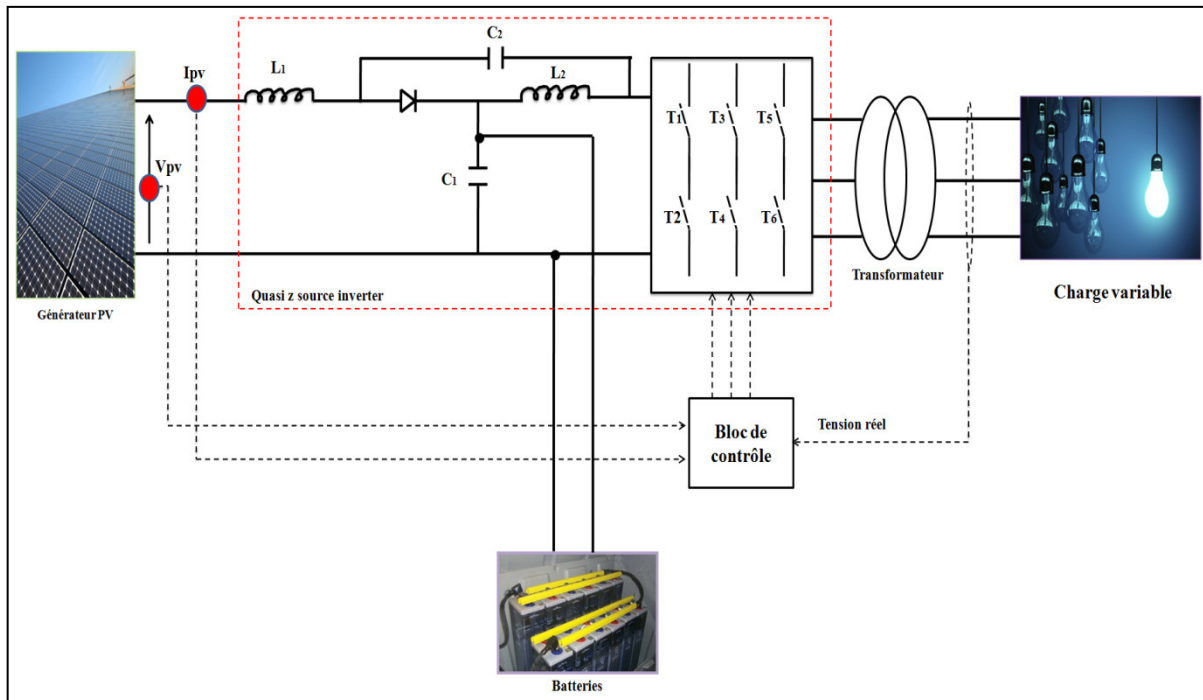 C2
Ipv
L1
L2
T1
T3
T5
Vpv
C1
T2
T4
T6
Transformateur
Quasi z source inverter
Charge variable
Générateur PV
Tension réel
Bloc de
contrôle
Batteries